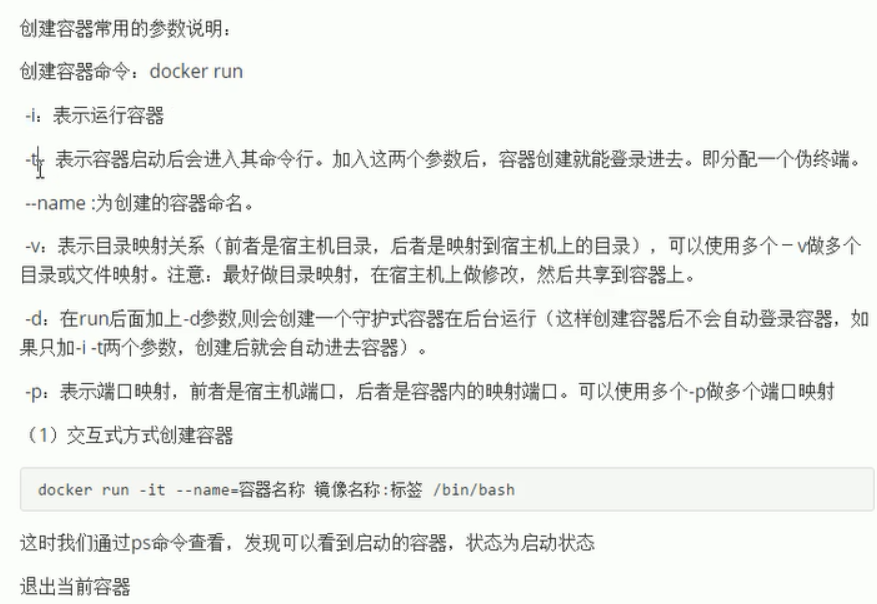 创建容器常用的参数说明：
创建容器命令：docker run
-i：表示运行容器
-t：表示容器启动后会进入其命令行。加入这两个参数后，容器创建就能登录进去。即分配一个伪终端。
--name :为创建的容器命名。
-v：表示目录映射关系（前者是宿主机目录，后者是映射到宿主机上的目录），可以使用多个－v做多个
目录或文件映射。注意：最好做目录映射，在宿主机上做修改，然后共享到容器上。
-d：在run后面加上-d参数,则会创建一个守护式容器在后台运行（这样创建容器后不会自动登录容器，如
果只加-i -t两个参数，创建后就会自动进去容器）。
-p：表示端口映射，前者是宿主机端口，后者是容器内的映射端口。可以使用多个-p做多个端口映射
（1）交互式方式创建容器
docker run -it --name=容器名称 镜像名称:标签 /bin/bash
这时我们通过ps命令查看，发现可以看到启动的容器，状态为启动状态
退出当前容器